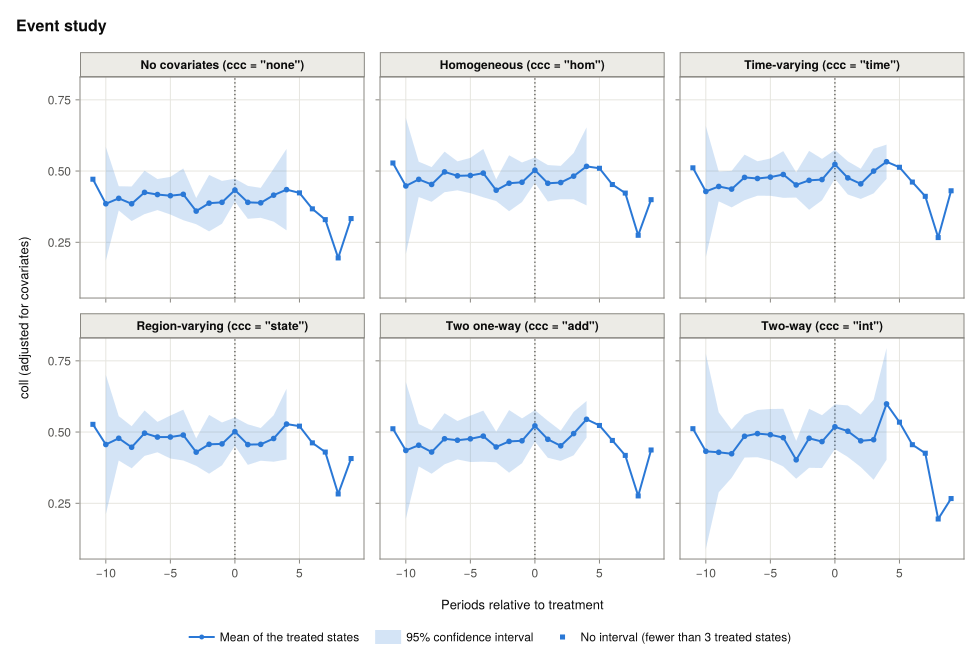 Event study
No covariates (ccc = "none")
Homogeneous (ccc = "hom")
Time-varying (ccc = "time")
0.75
0.50
0.25
Region-varying (ccc = "state")
Two one-way (ccc = "add")
Two-way (ccc = "int")
0.75
0.50
0.25
coll (adjusted for covariates)
−10 −5 0 5
−10 −5 0 5
−10 −5 0 5
Periods relative to treatment
Mean of the treated states
95% confidence interval
No interval (fewer than 3 treated states)